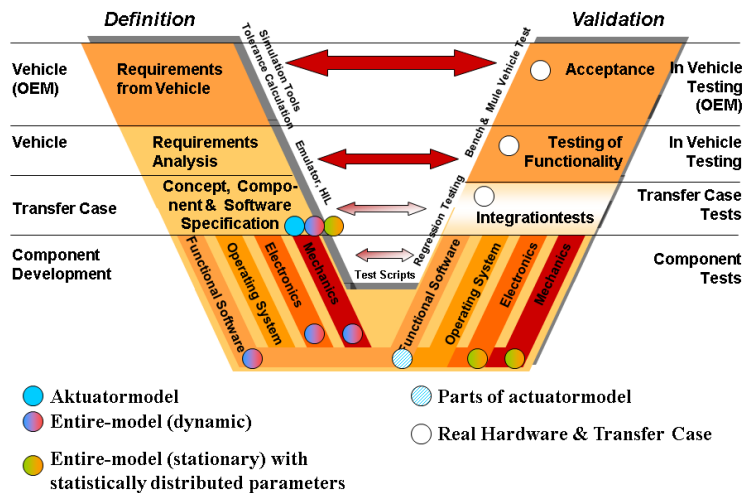 Definition
Validation
Vehicle
(OEM)
Requirements
from Vehicle
Simulation Tools
Tolerance Calculation
Bench & Mule Vehicle Test
Acceptance
In Vehicle
Testing
(OEM)
Vehicle
Requirements
Analysis
Emulator, HIL
Testing of
Functionality
In Vehicle
Testing
Transfer Case
Concept, Compo-
nent & Software
Specification
Regression Testing
Integrationtests
Transfer Case
Tests
Component
Development
Functional Software
Operating System
Electronics
Mechanics
Test Scripts
Functional Software
Operating System
Electronics
Mechanics
Component
Tests
Aktuatormodel
Entire-model (dynamic)
Entire-model (stationary) with
statistically distributed parameters
Parts of actuatormodel
Real Hardware & Transfer Case